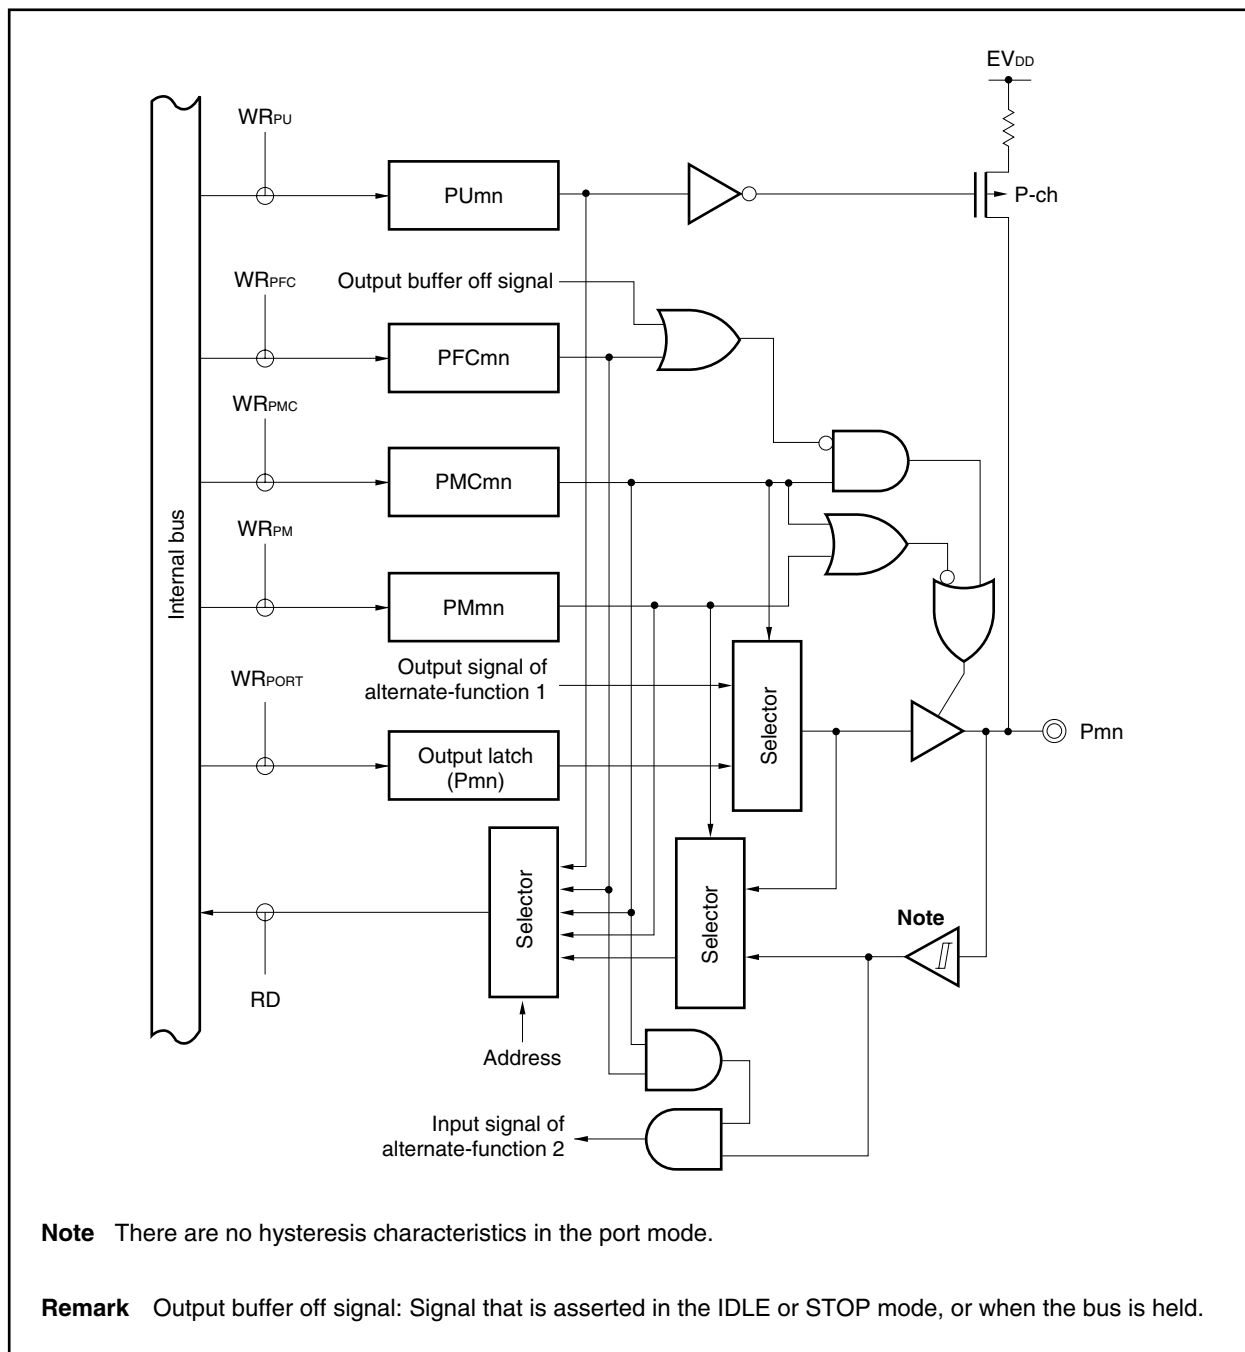 EVDD
WRPU
PUmn
P-ch
WRPFC
Output buffer off signal
PFCmn
WRPMC
PMCmn
WRPM
Internal bus
PMmn
Output signal of
alternate-function 1
WRPORT
Selector
Pmn
Output latch
(Pmn)
Selector
Selector
Note
RD
Address
Input signal of
alternate-function 2
Note There are no hysteresis characteristics in the port mode.
Remark Output buffer off signal: Signal that is asserted in the IDLE or STOP mode, or when the bus is held.